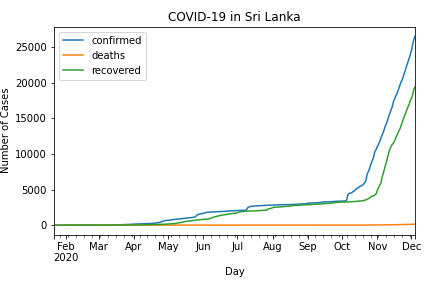 COVID-19 in Sri Lanka
confirmed
deaths
recovered
Number of Cases
25000
20000
15000
10000
5000
0
Feb Mar Apr May Jun Jul Aug Sep Oct Nov Dec
2020
Day